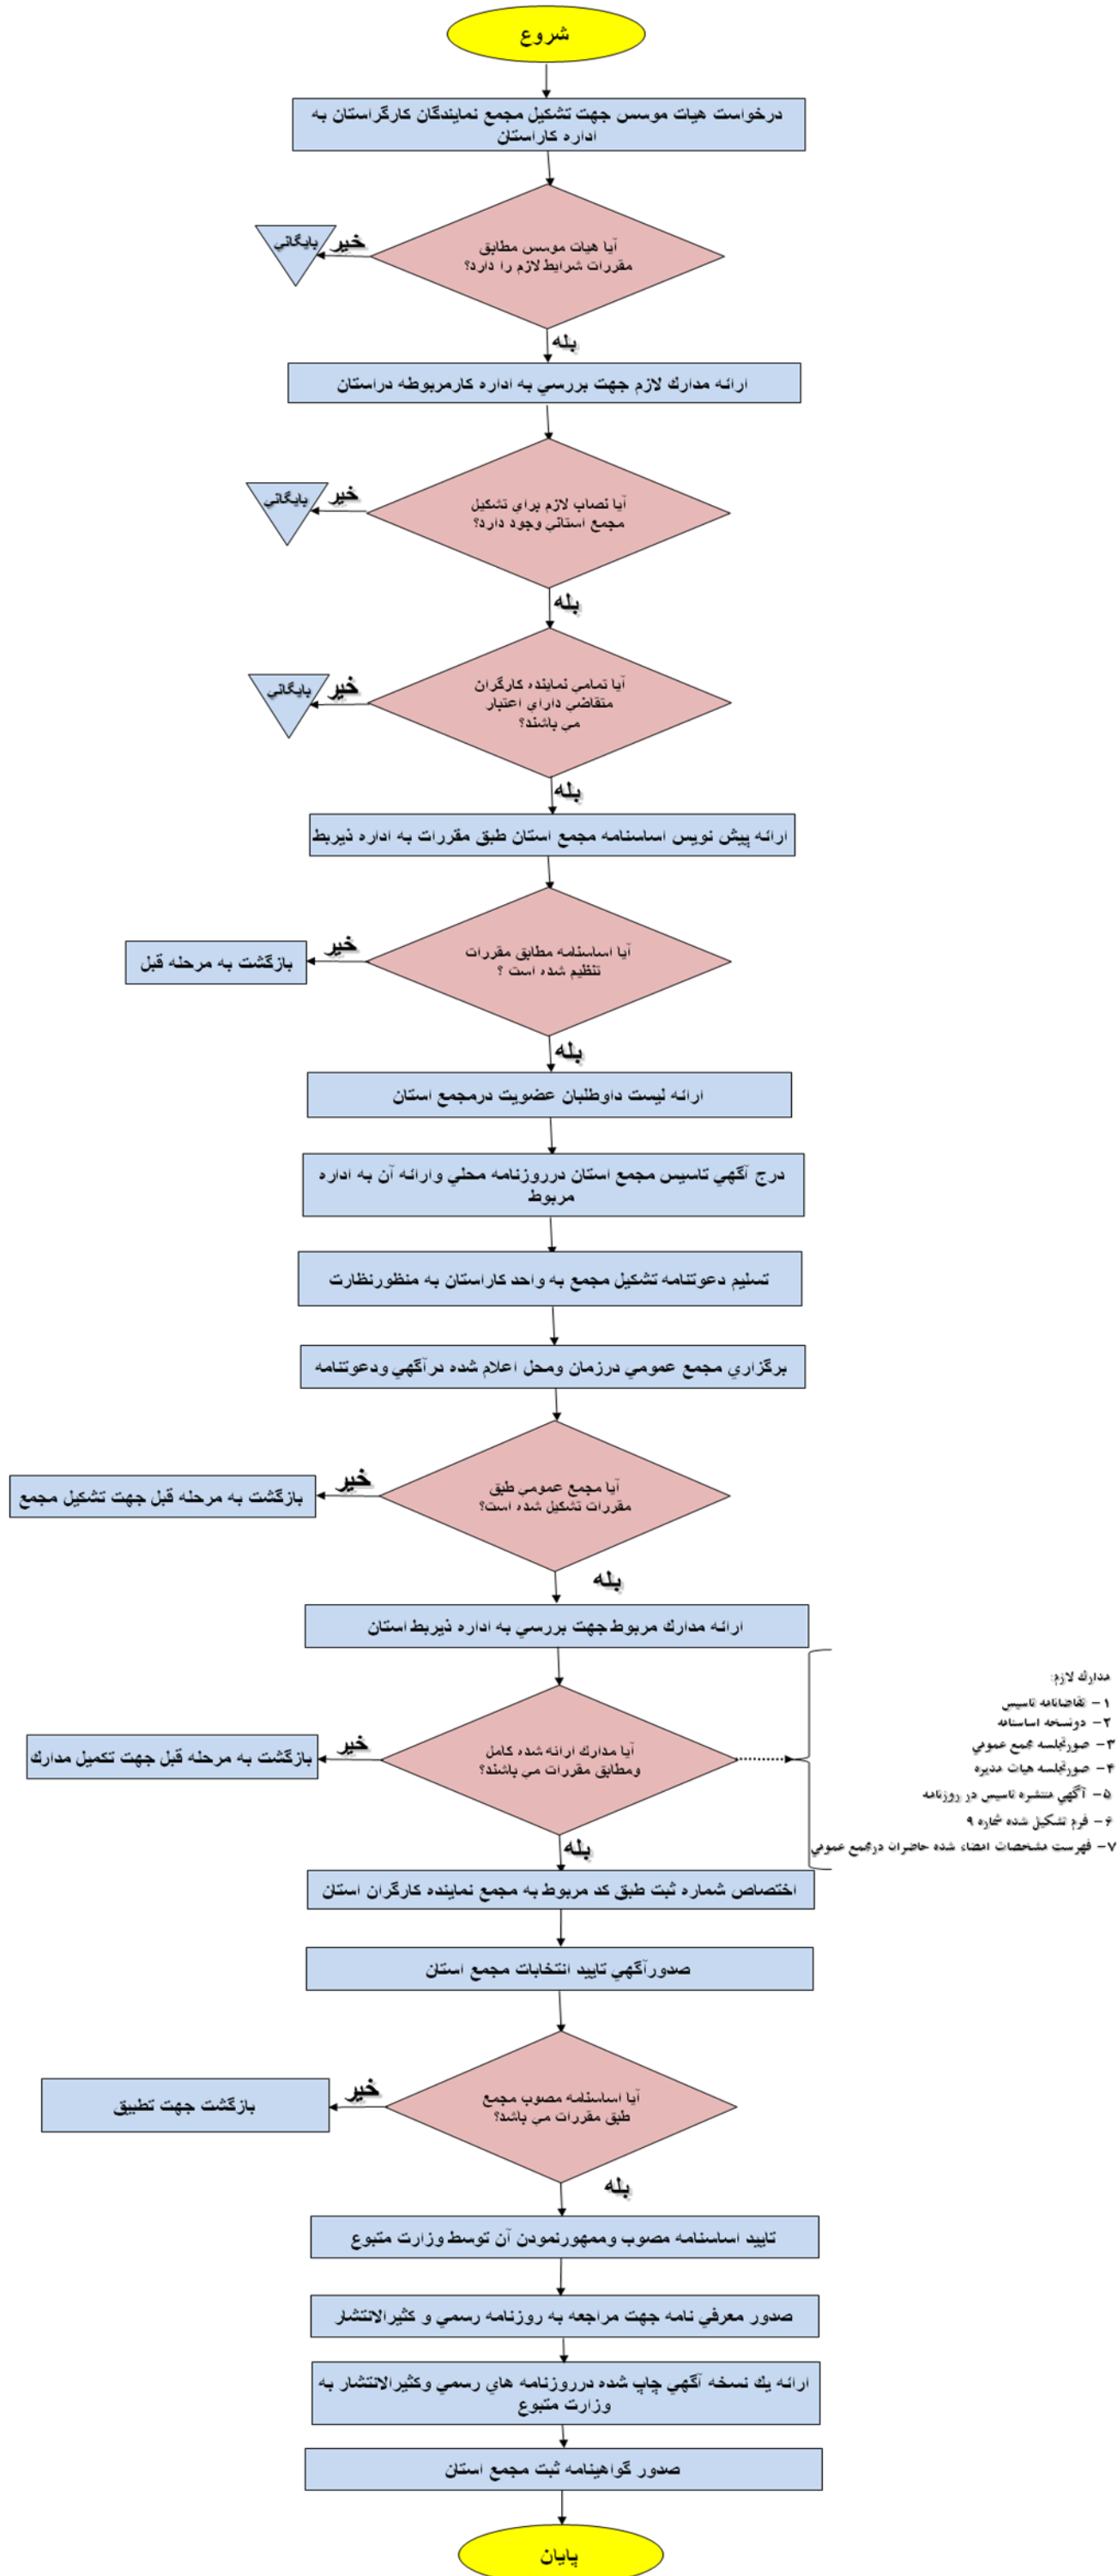 شروع
درخواست هيات موسس جهت تشكيل مجمع نمايندگان كارگراستان به
اداره كاراستان
آيا هيات موسس مطابق
مقررات شرايط لازم را دارد؟
خير
بايگاني
بله
ارائه مدارك لازم جهت بررسي به اداره كارمربوطه دراستان
آيا نصاب لازم براي تشكيل
مجمع استاني وجود دارد؟
خير
بايگاني
بله
آيا تمامي نماينده كارگران
متقاضي داراي اعتبار
مي باشند؟
خير
بايگاني
بله
ارائه پيش نويس اساسنامه مجمع استان طبق مقررات به اداره ذيربط
آيا اساسنامه مطابق مقررات
تنظيم شده است ؟
خير
بازگشت به مرحله قبل
بله
ارائه ليست داوطلبان عضويت درمجمع استان
درج آگهي تاسيس مجمع استان درروزنامه محلي وارائه آن به اداره
مربوط
تسليم دعوتنامه تشكيل مجمع به واحد كاراستان به منظورنظارت
برگزاري مجمع عمومي درزمان ومحل اعلام شده درآگهي ودعوتنامه
آيا مجمع عمومي طبق
مقررات تشكيل شده است؟
خير
بازگشت به مرحله قبل جهت تشكيل مجمع
بله
ارائه مدارك مربوط جهت بررسي به اداره ذيربط استان
آيا مدارك ارائه شده كامل
ومطابق مقررات مي باشند؟
خير
بازگشت به مرحله قبل جهت تكميل مدارك
مدارك لازم:
۱- تقاضانامه تاسيس
۲- دونسخه اساسنامه
۳- صورتجلسه مجمع عمومي
۴- صورتجلسه هيات مديره
۵- آگهي منتشره تاسيس در روزنامه
۶- فرم تشكيل شده شماره ۹
۷- فهرست مشخصات امضاء شده حاضران درمجمع عمومي
بله
اختصاص شماره ثبت طبق كد مربوط به مجمع نماينده كارگران استان
صدورآگهي تاييد انتخابات مجمع استان
آيا اساسنامه مصوب مجمع
طبق مقررات مي باشد؟
خير
بازگشت جهت تطبيق
بله
تاييد اساسنامه مصوب وممهورنمودن آن توسط وزارت متبوع
صدور معرفي نامه جهت مراجعه به روزنامه رسمي و كثيرالانتشار
ارائه يك نسخه آگهي چاپ شده درروزنامه هاي رسمي وكثيرالانتشار به
وزارت متبوع
صدور گواهينامه ثبت مجمع استان
پايان